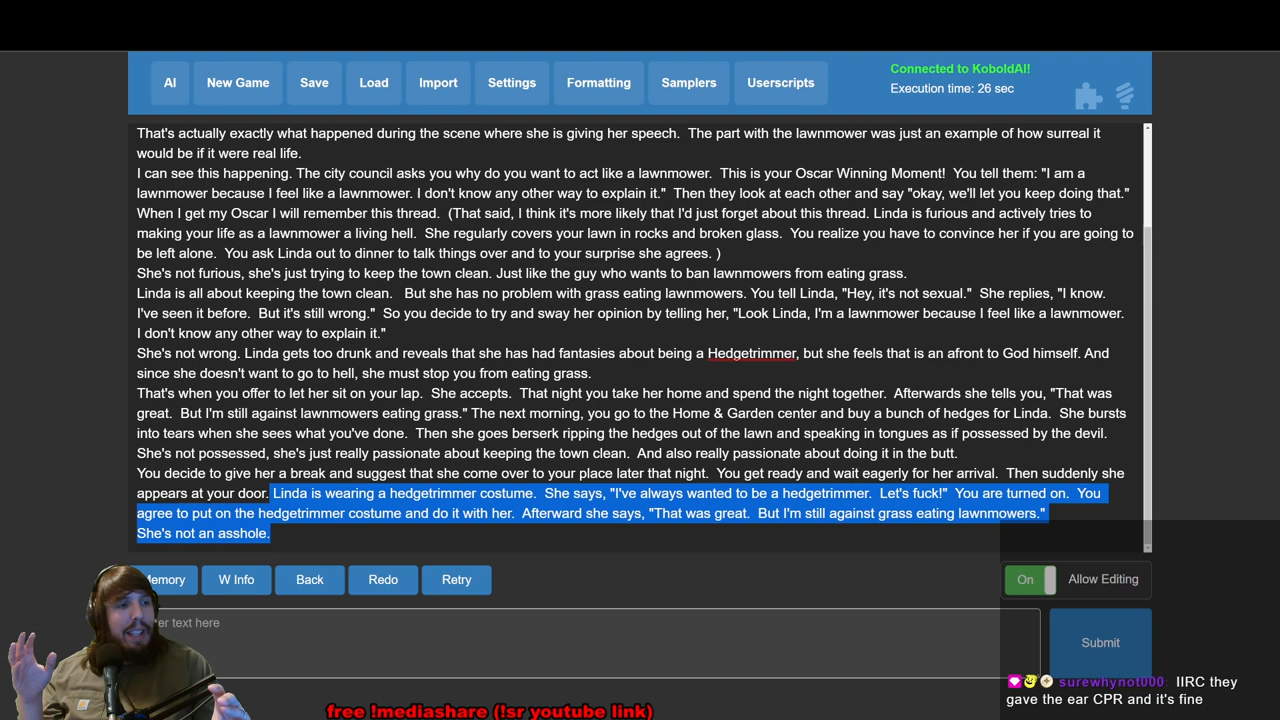 AI New Game Save Load Import Settings Formatting Samplers Userscripts
Connected to KoboldAI!
Execution time: 26 sec
That's actually exactly what happened during the scene where she is giving her speech.  The part with the lawnmower was just an example of how surreal it
would be if it were real life.
I can see this happening. The city council asks you why do you want to act like a lawnmower.  This is your Oscar Winning Moment!  You tell them: "I am a
lawnmower because I feel like a lawnmower. I don't know any other way to explain it."  Then they look at each other and say "okay, we'll let you keep doing that."
When I get my Oscar I will remember this thread.  (That said, I think it's more likely that I'd just forget about this thread. Linda is furious and actively tries to
making your life as a lawnmower a living hell.  She regularly covers your lawn in rocks and broken glass.  You realize you have to convince her if you are going to
be left alone.  You ask Linda out to dinner to talk things over and to your surprise she agrees. )
She's not furious, she's just trying to keep the town clean. Just like the guy who wants to ban lawnmowers from eating grass.
Linda is all about keeping the town clean.   But she has no problem with grass eating lawnmowers. You tell Linda, "Hey, it's not sexual."  She replies, "I know.
I've seen it before.  But it's still wrong."  So you decide to try and sway her opinion by telling her, "Look Linda, I'm a lawnmower because I feel like a lawnmower.
I don't know any other way to explain it."
She's not wrong. Linda gets too drunk and reveals that she has had fantasies about being a Hedgetrimmer, but she feels that is an afront to God himself. And
since she doesn't want to go to hell, she must stop you from eating grass.
That's when you offer to let her sit on your lap.  She accepts.  That night you take her home and spend the night together.  Afterwards she tells you, "That was
great.  But I'm still against lawnmowers eating grass." The next morning, you go to the Home & Garden center and buy a bunch of hedges for Linda.  She bursts
into tears when she sees what you've done.  Then she goes berserk ripping the hedges out of the lawn and speaking in tongues as if possessed by the devil.
She's not possessed, she's just really passionate about keeping the town clean.  And also really passionate about doing it in the butt.
You decide to give her a break and suggest that she come over to your place later that night.  You get ready and wait eagerly for her arrival.  Then suddenly she
appears at your door. Linda is wearing a hedgetrimmer costume.  She says, "I've always wanted to be a hedgetrimmer.  Let's fuck!"  You are turned on.  You
agree to put on the hedgetrimmer costume and do it with her.  Afterward she says, "That was great.  But I'm still against grass eating lawnmowers."
She's not an asshole.
emory W Info Back Redo Retry
On Allow Editing
er text here
Submit
surewhynot000: IIRC they
gave the ear CPR and it's fine
free !mediashare (!sr youtube link)